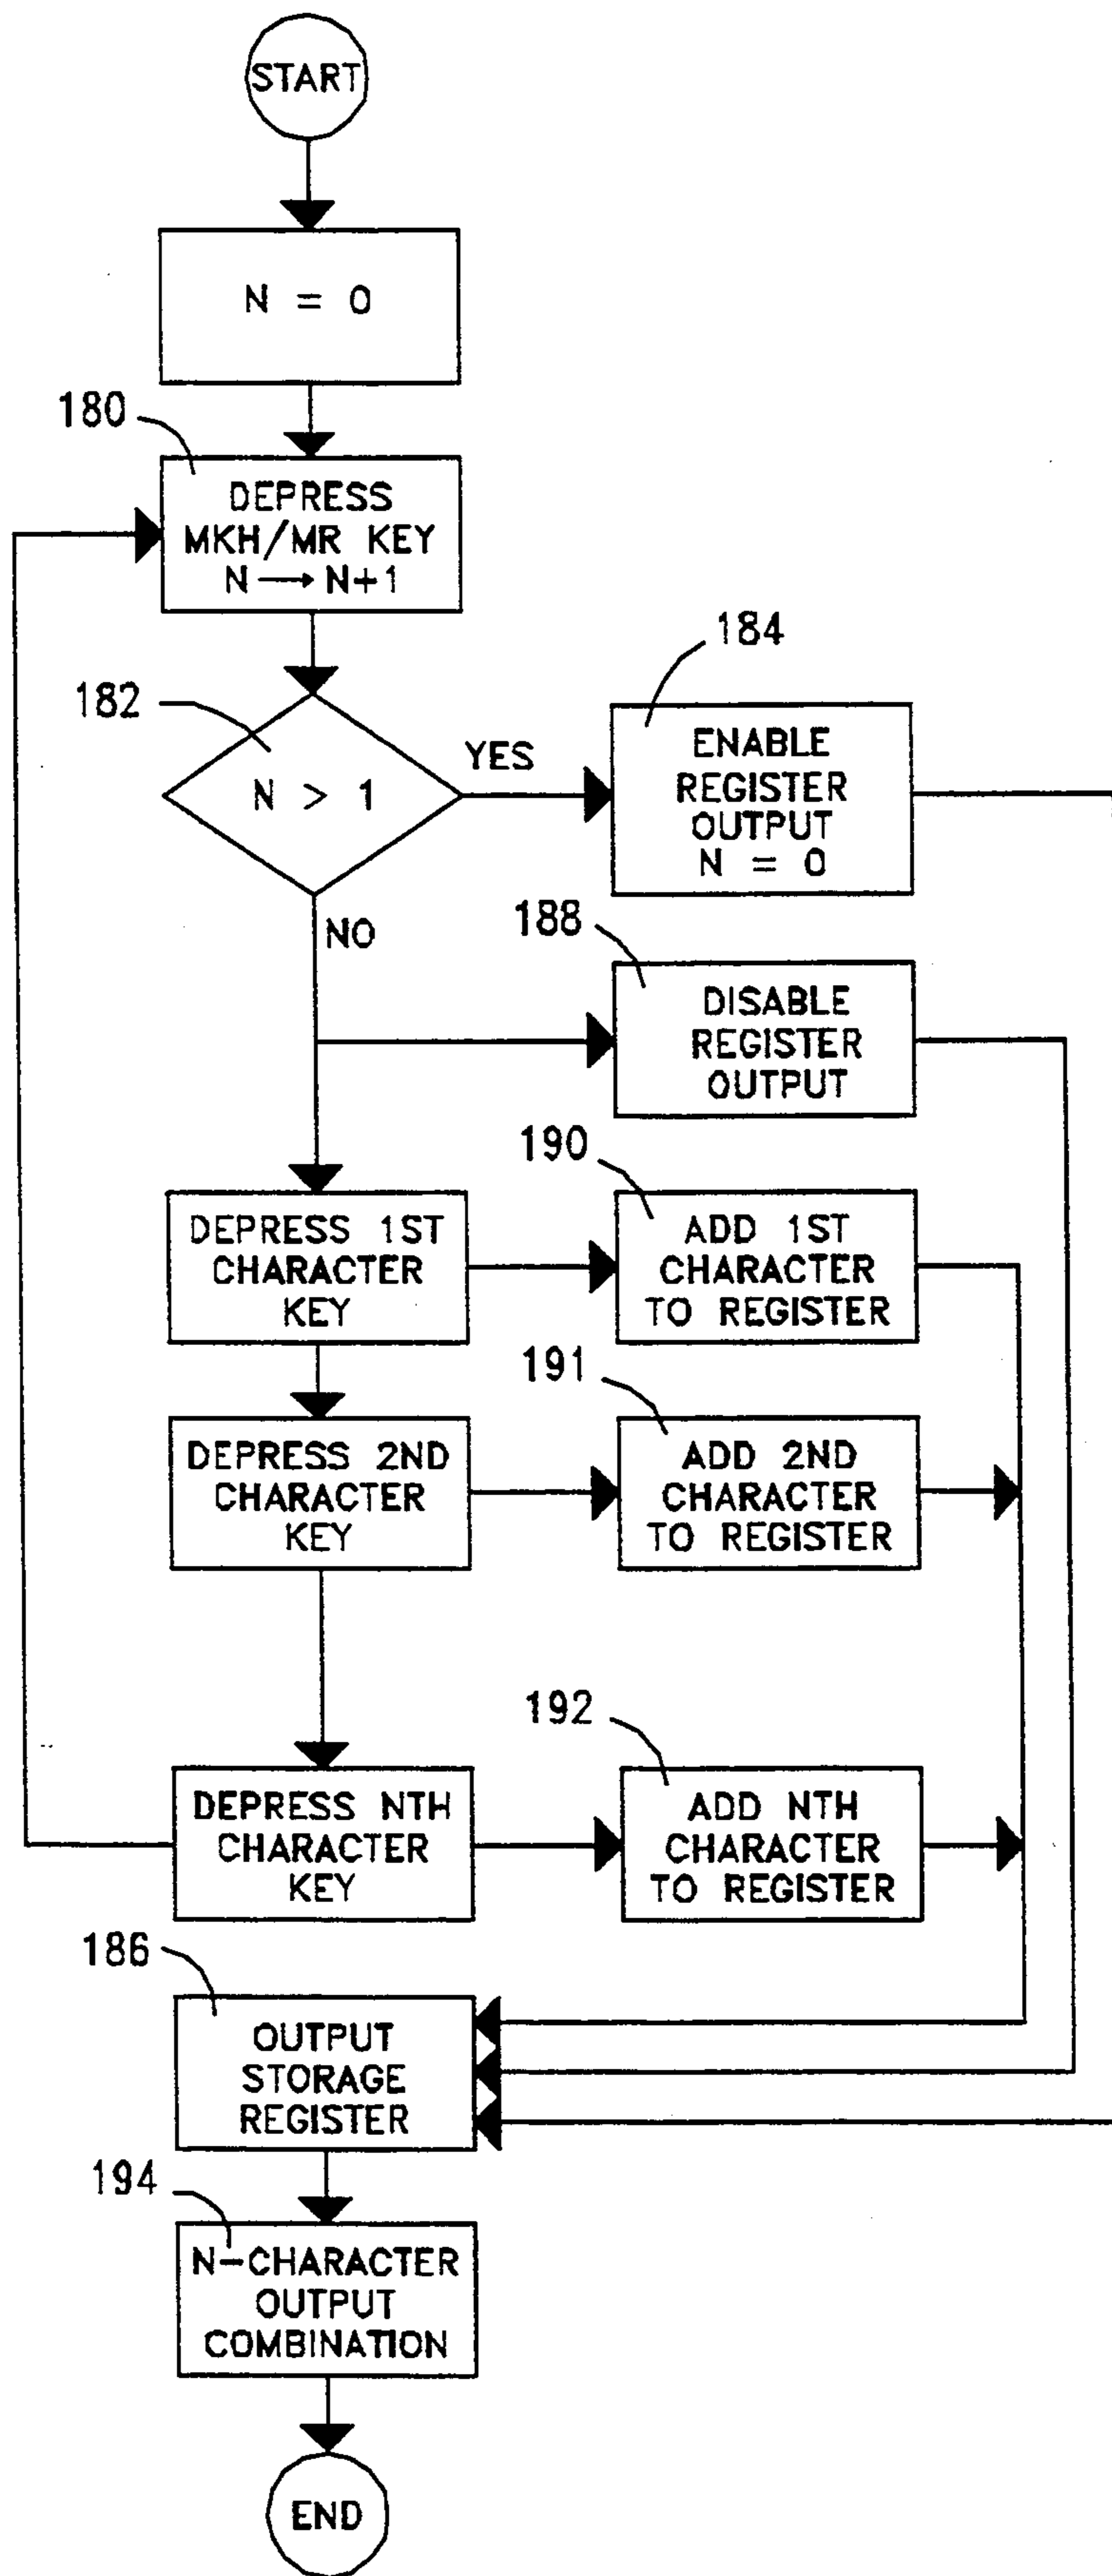 START
N = 0
180
DEPRESS
MKH/MR KEY
N → N+1
184
182
N > 1
YES
ENABLE
REGISTER
OUTPUT
N = 0
NO
188
DISABLE
REGISTER
OUTPUT
190
DEPRESS 1ST
CHARACTER
KEY
ADD 1ST
CHARACTER
TO REGISTER
191
DEPRESS 2ND
CHARACTER
KEY
ADD 2ND
CHARACTER
TO REGISTER
192
DEPRESS NTH
CHARACTER
KEY
ADD NTH
CHARACTER
TO REGISTER
186
OUTPUT
STORAGE
REGISTER
194
N-CHARACTER
OUTPUT
COMBINATION
END